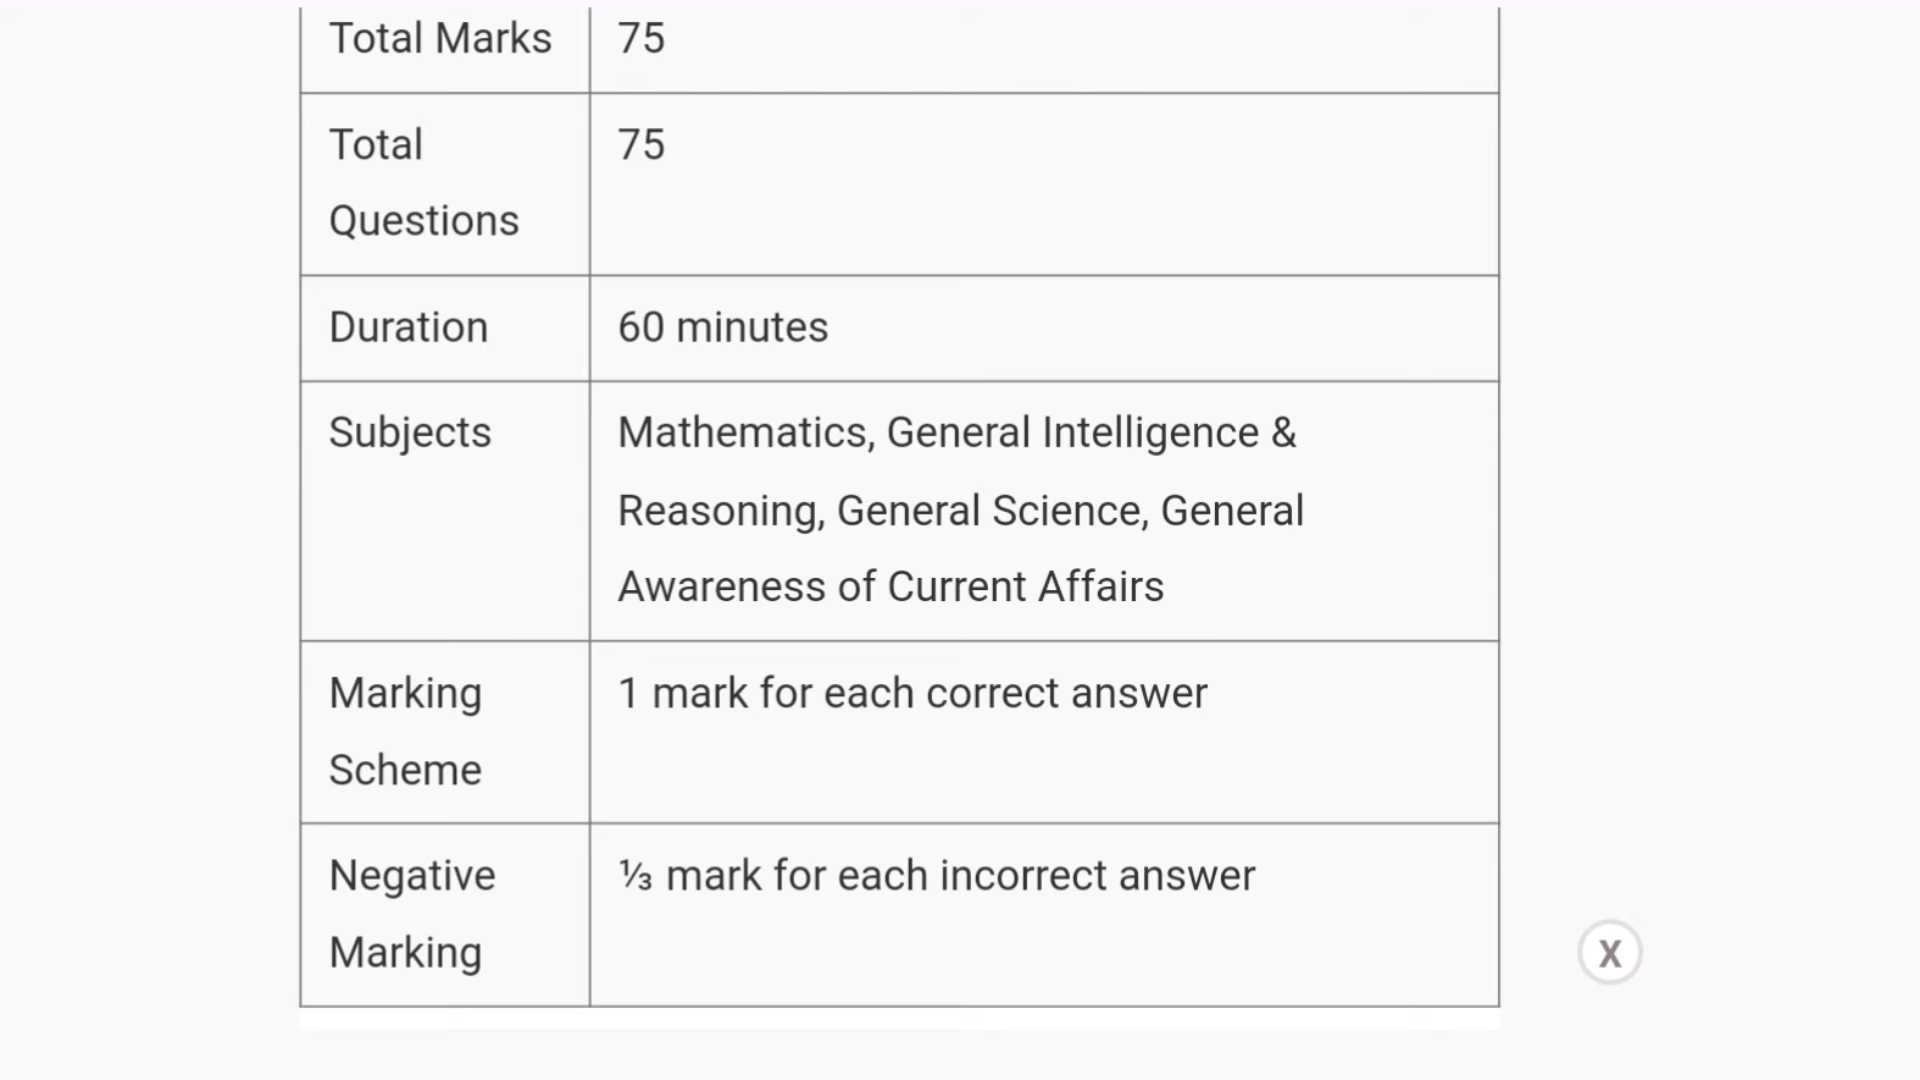 Total Marks 75
Total 75
Questions
Duration 60 minutes
Subjects Mathematics, General Intelligence &
Reasoning, General Science, General
Awareness of Current Affairs
Marking 1 mark for each correct answer
Scheme
Negative ⅓ mark for each incorrect answer
Marking
X